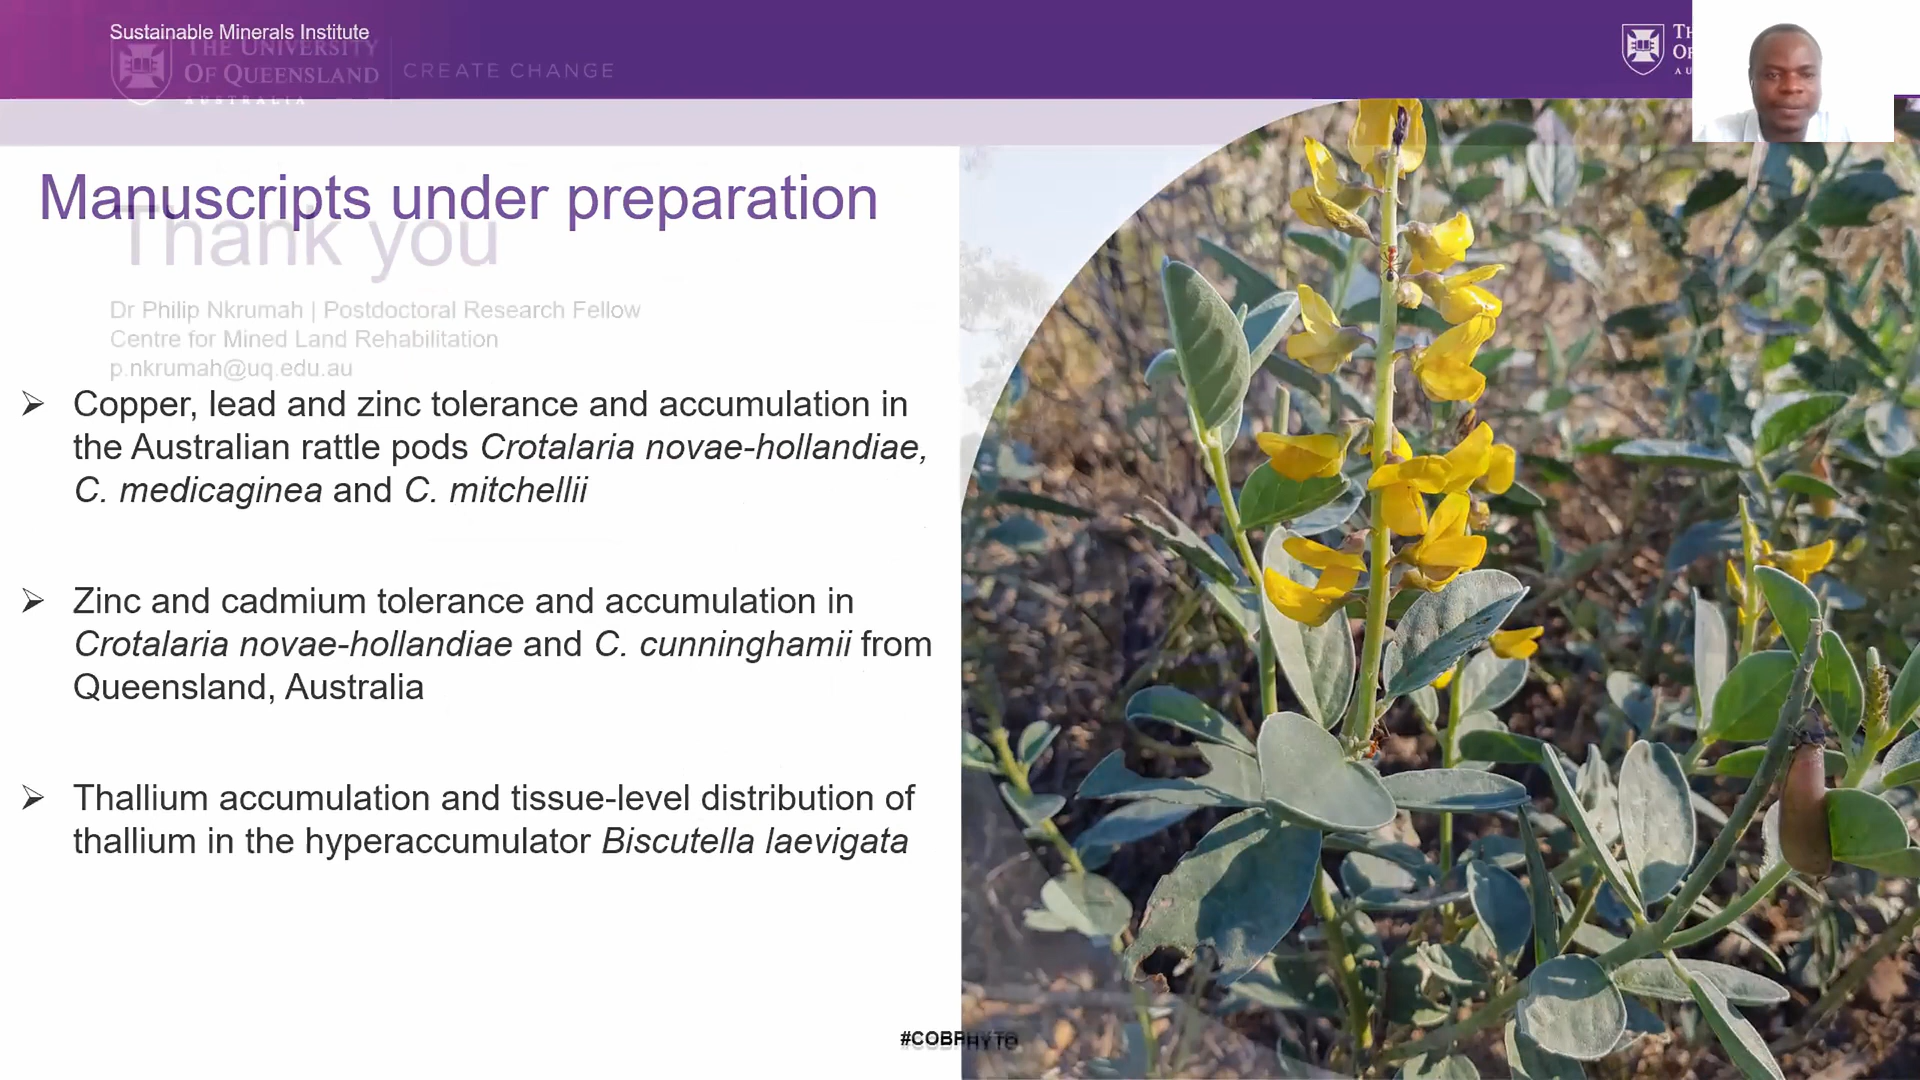 Sustainable Minerals Institute
THE UNIVERSITY
OF QUEENSLAND
AUSTRALIA
CREATE CHANGE
AU
Manuscripts under preparation
Thank you
Dr Philip Nkrumah | Postdoctoral Research Fellow
Centre for Mined Land Rehabilitation
p.nkrumah@uq.edu.au
➢ Copper, lead and zinc tolerance and accumulation in
the Australian rattle pods Crotalaria novae-hollandiae,
C. medicaginea and C. mitchellii
➢ Zinc and cadmium tolerance and accumulation in
Crotalaria novae-hollandiae and C. cunninghamii from
Queensland, Australia
➢ Thallium accumulation and tissue-level distribution of
thallium in the hyperaccumulator Biscutella laevigata
#COBPHYTO